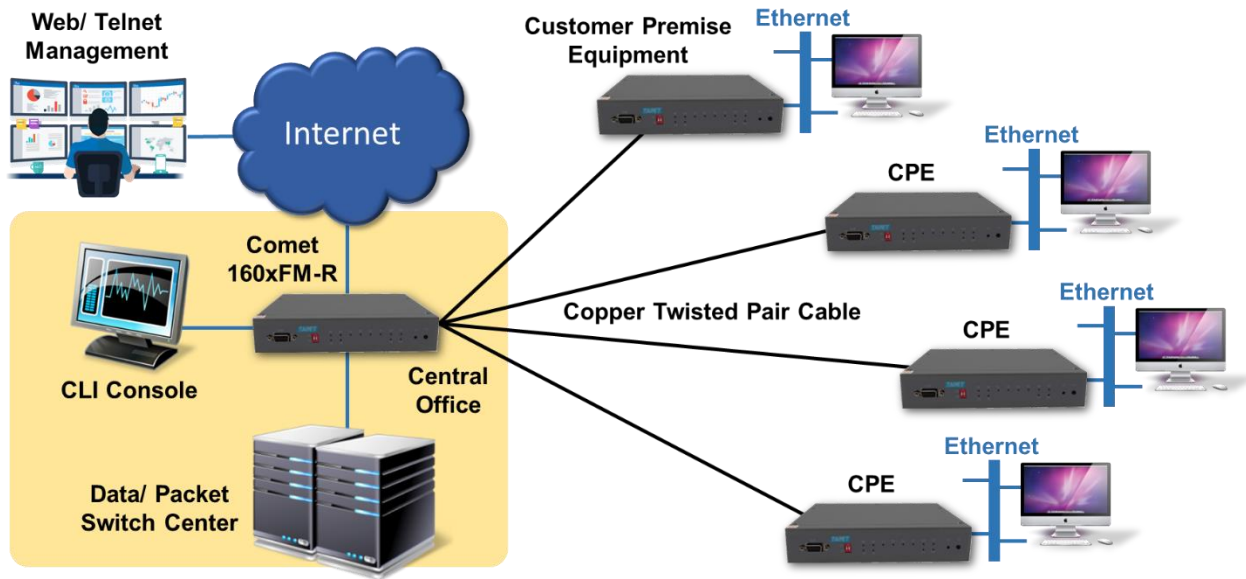 Web/ Telnet
Management
Internet
Customer Premise
Equipment
Ethernet
Ethernet
CPE
Comet
160xFM-R
Copper Twisted Pair Cable
Ethernet
CPE
CLI Console
Central
Office
Ethernet
CPE
Data/ Packet
Switch Center